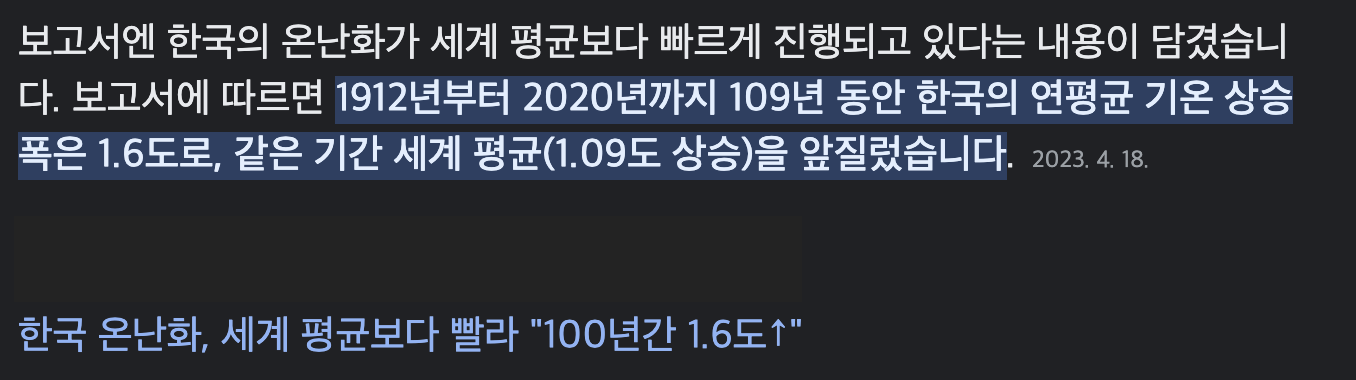 보고서엔 한국의 온난화가 세계 평균보다 빠르게 진행되고 있다는 내용이 담겼습니
다. 보고서에 따르면 1912년부터 2020년까지 109년 동안 한국의 연평균 기온 상승
폭은 1.6도로, 같은 기간 세계 평균(1.09도 상승)을 앞질렀습니다. 2023. 4. 18.
한국 온난화, 세계 평균보다 빨라 "100년간 1.6도↑"